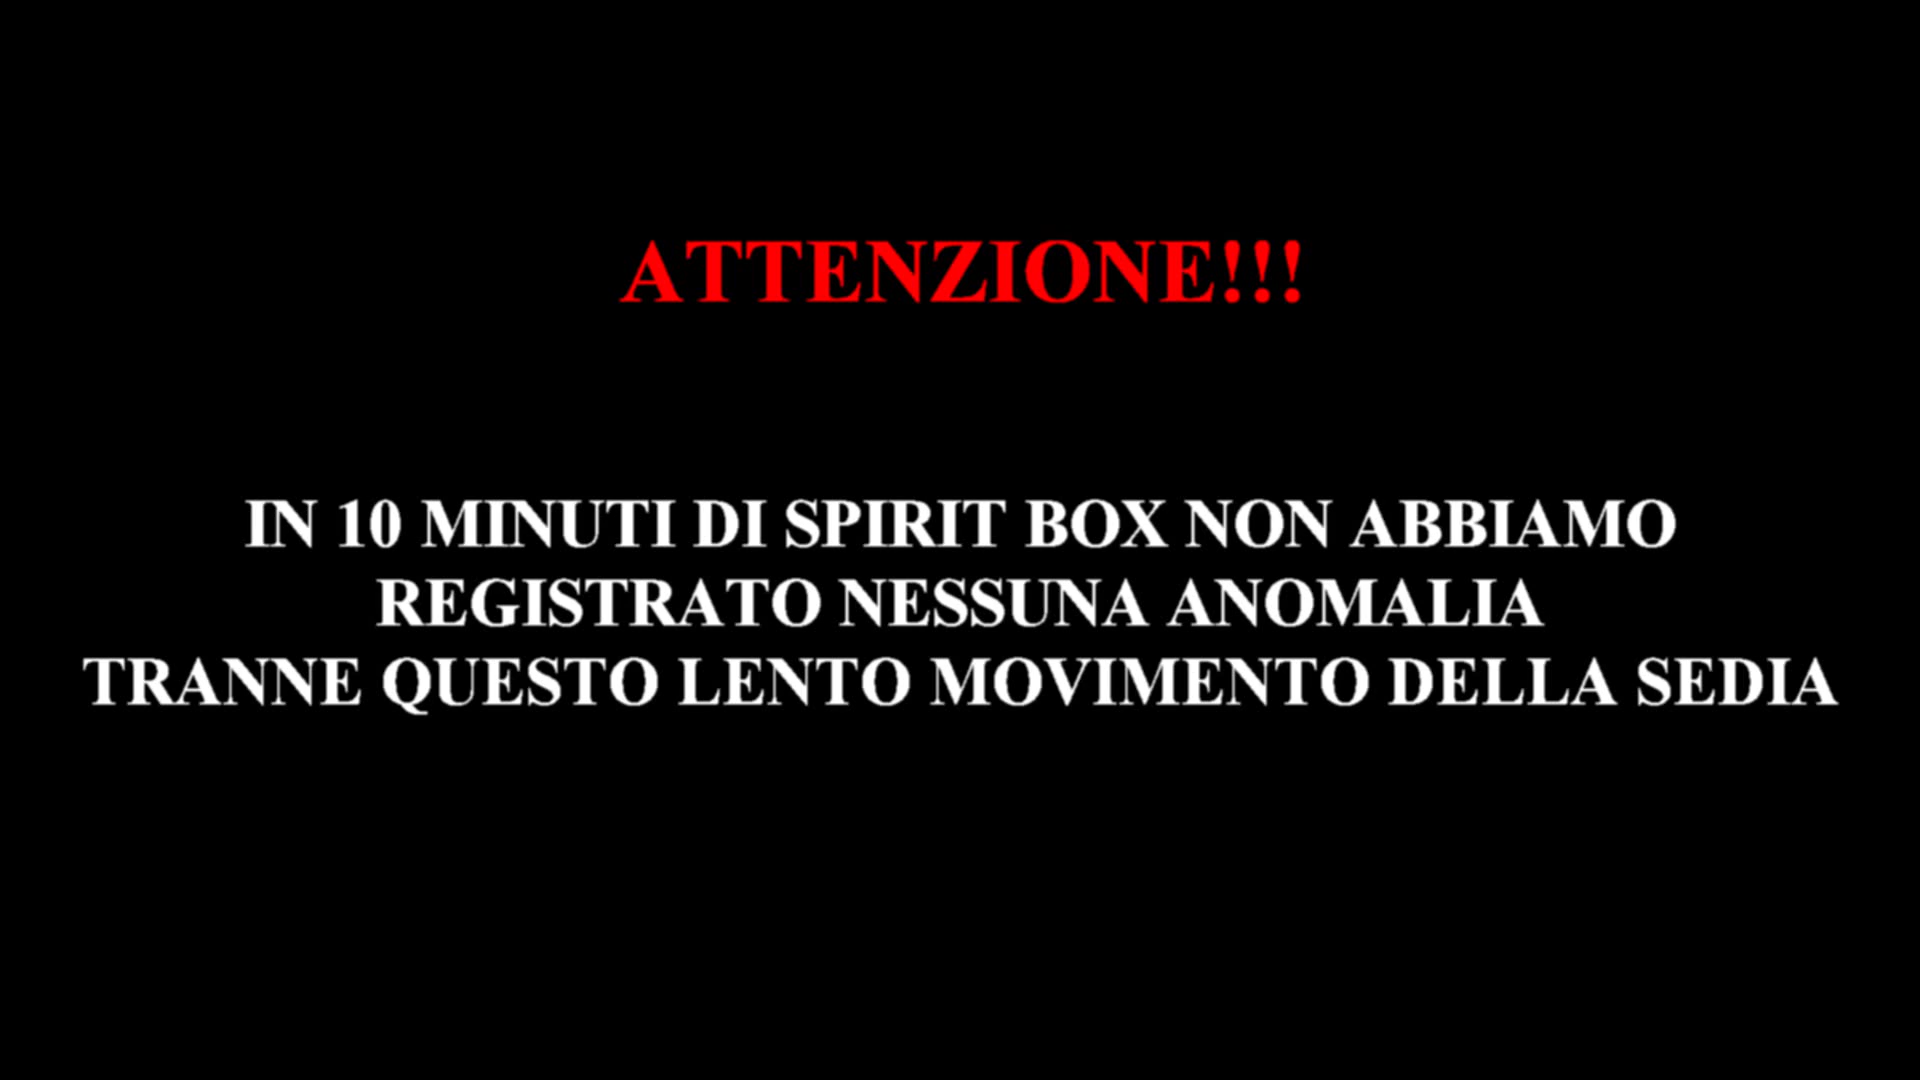 ATTENZIONE!!!
IN 10 MINUTI DI SPIRIT BOX NON ABBIAMO
REGISTRATO NESSUNA ANOMALIA
TRANNE QUESTO LENTO MOVIMENTO DELLA SEDIA